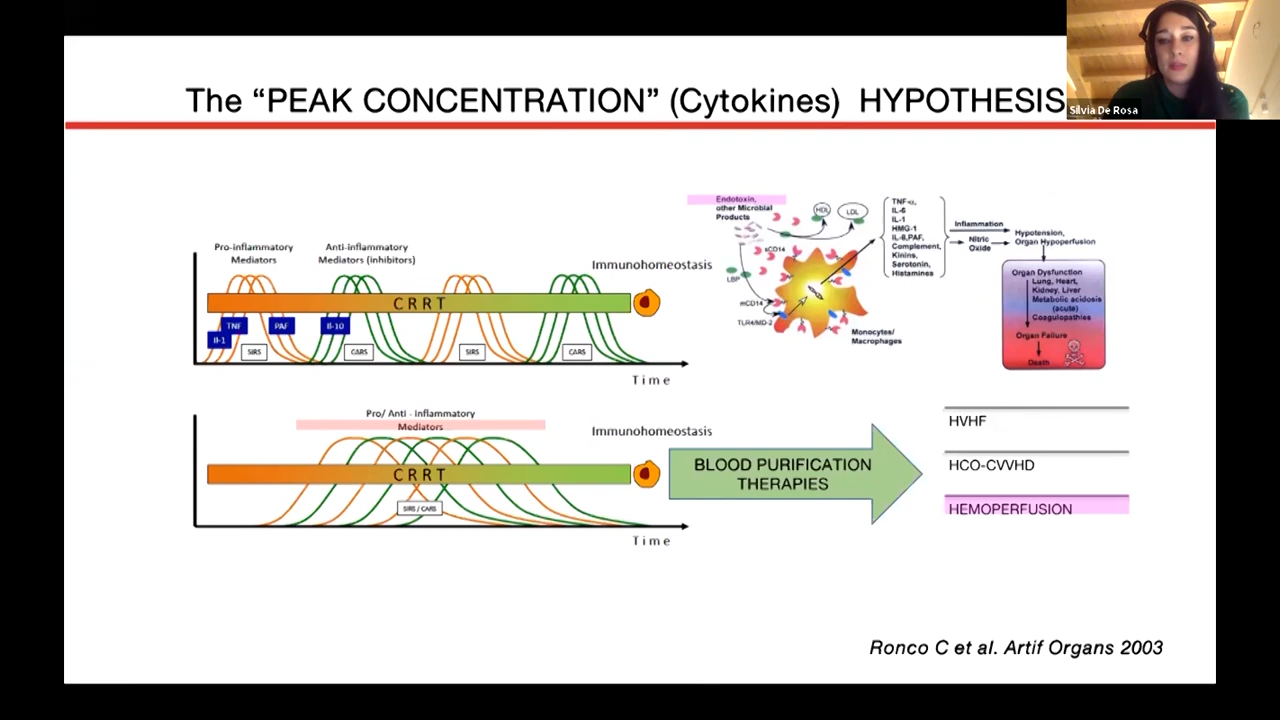 Silvia De Rosa
The “PEAK CONCENTRATION” (Cytokines) HYPOTHESIS
Pro-inflammatory
Mediators
Anti-inflammatory
Mediators (inhibitors)
Immunohomeostasis
CRRT
TNF
PAF
Il-10
Il-1
SIRS
CARS
SIRS
CARS
Time
Endotoxin,
other Microbial
Products
HDL
LDL
sCD14
LBP
mCD14
TLR4/MD-2
Monocytes/
Macrophages
TNF-α,
IL-6
IL-1
HMG-1
IL-8,PAF,
Complement,
Kinins,
Serotonin,
Histamines
Inflammation
Nitric
Oxide
Hypotension,
Organ Hypoperfusion
Organ Dysfunction
Lung, Heart,
Kidney, Liver
Metabolic acidosis
(acute)
Coagulopathies
Organ Failure
Death
Pro/ Anti - inflammatory
Mediators
Immunohomeostasis
CRRT
SIRS / CARS
Time
BLOOD PURIFICATION
THERAPIES
HVHF
HCO-CVVHD
HEMOPERFUSION
Ronco C et al. Artif Organs 2003